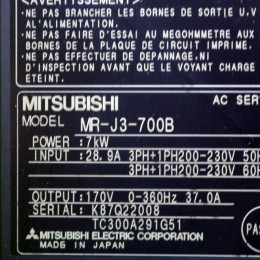 <AVERTISSEMENT>
·NE PAS BRANCHER LES BORNES DE SORTIE U.V
AL'ALIMENTATION.
·NE PAS FAIRE D'ESSAI AU MEGOHMMETRE AUX
BORNES DE LA PLAQUE DE CIRCUIT IMPRIME.
·NE PAS EFFECTUER DE DEPANNAGE.NI
D'INSPECTION AVANT QUE LE VOYANT CHARGE
ETEINT.
MITSUBISHI AC SER
MODEL MR-J3-700B
POWER :7kW
INPUT :28.9A 3PH+1PH200-230V 50H
3PH+1PH200-230V 60H
OUTPUT:170V 0-360Hz 37.0A
SERIAL: K87Q22008
TC300A291G51
MITSUBISHI ELECTRIC CORPORATION
MADE IN JAPAN
PAS